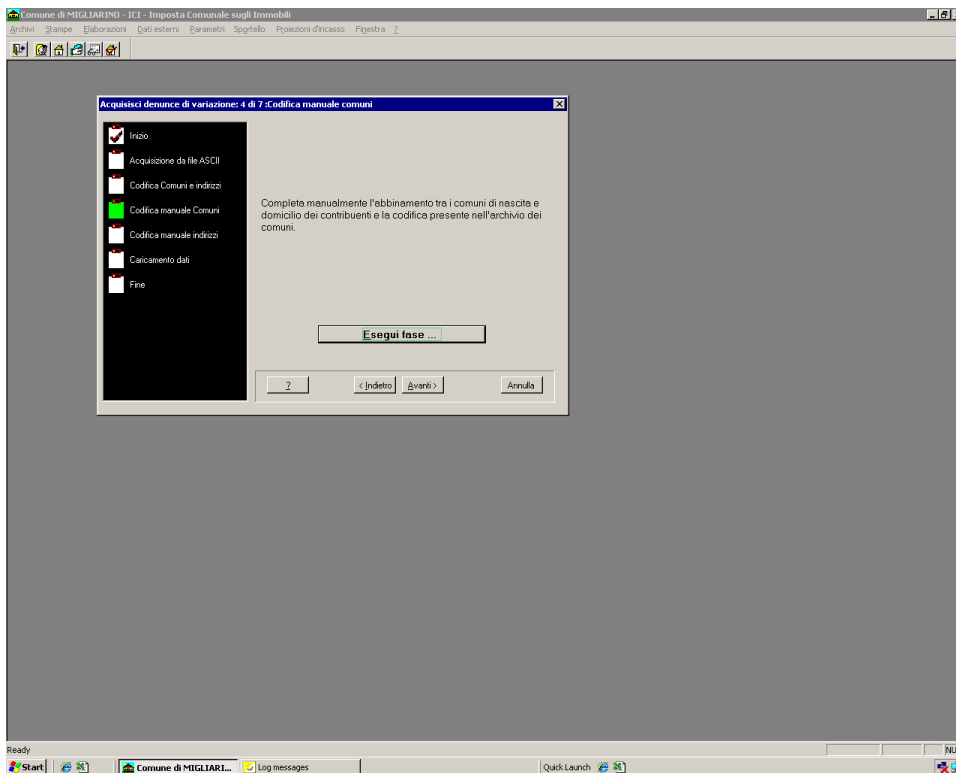 Comune di MIGLIARINO - ICI - Imposta Comunale sugli Immobili
Archivi Stampe Elaborazioni Dati esterni Parametri Sportello Proiezioni d'incasso Finestra ?
Acquisisci denunce di variazione: 4 di 7 :Codifica manuale comuni
Inizio
Acquisizione da file ASCII
Codifica Comuni e indirizzi
Codifica manuale Comuni
Codifica manuale indirizzi
Caricamento dati
Fine
Completa manualmente l'abbinamento tra i comuni di nascita e
domicilio dei contribuenti e la codifica presente nell'archivio dei
comuni.
Esegui fase ...
? < Indietro Avanti > Annulla
Ready NU
Start Comune di MIGLIARI... Log messages Quick Launch